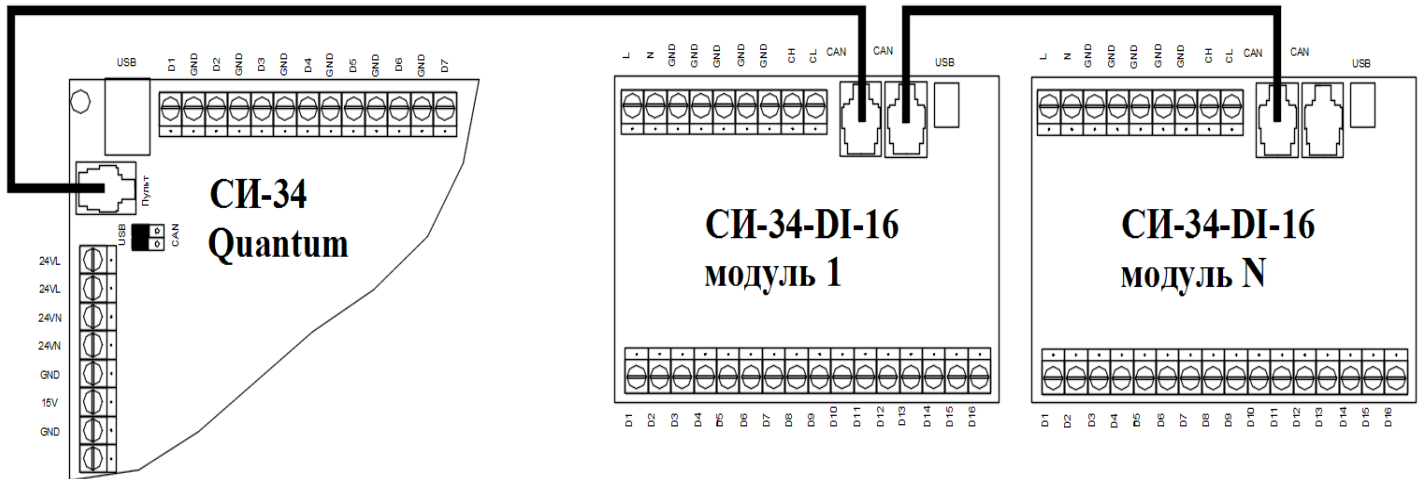 USB
D1 GND D2 GND D3 GND D4 GND D5 GND D6 GND D7
Пульт
USB
CAN
24VL
24VL
24VN
24VN
GND
15V
GND
СИ-34
Quantum
L N GND GND GND GND GND CH CL CAN CAN
USB
СИ-34-DI-16
модуль 1
D1 D2 D3 D4 D5 D6 D7 D8 D9 D10 D11 D12 D13 D14 D15 D16
L N GND GND GND GND GND CH CL CAN CAN
USB
СИ-34-DI-16
модуль N
D1 D2 D3 D4 D5 D6 D7 D8 D9 D10 D11 D12 D13 D14 D15 D16